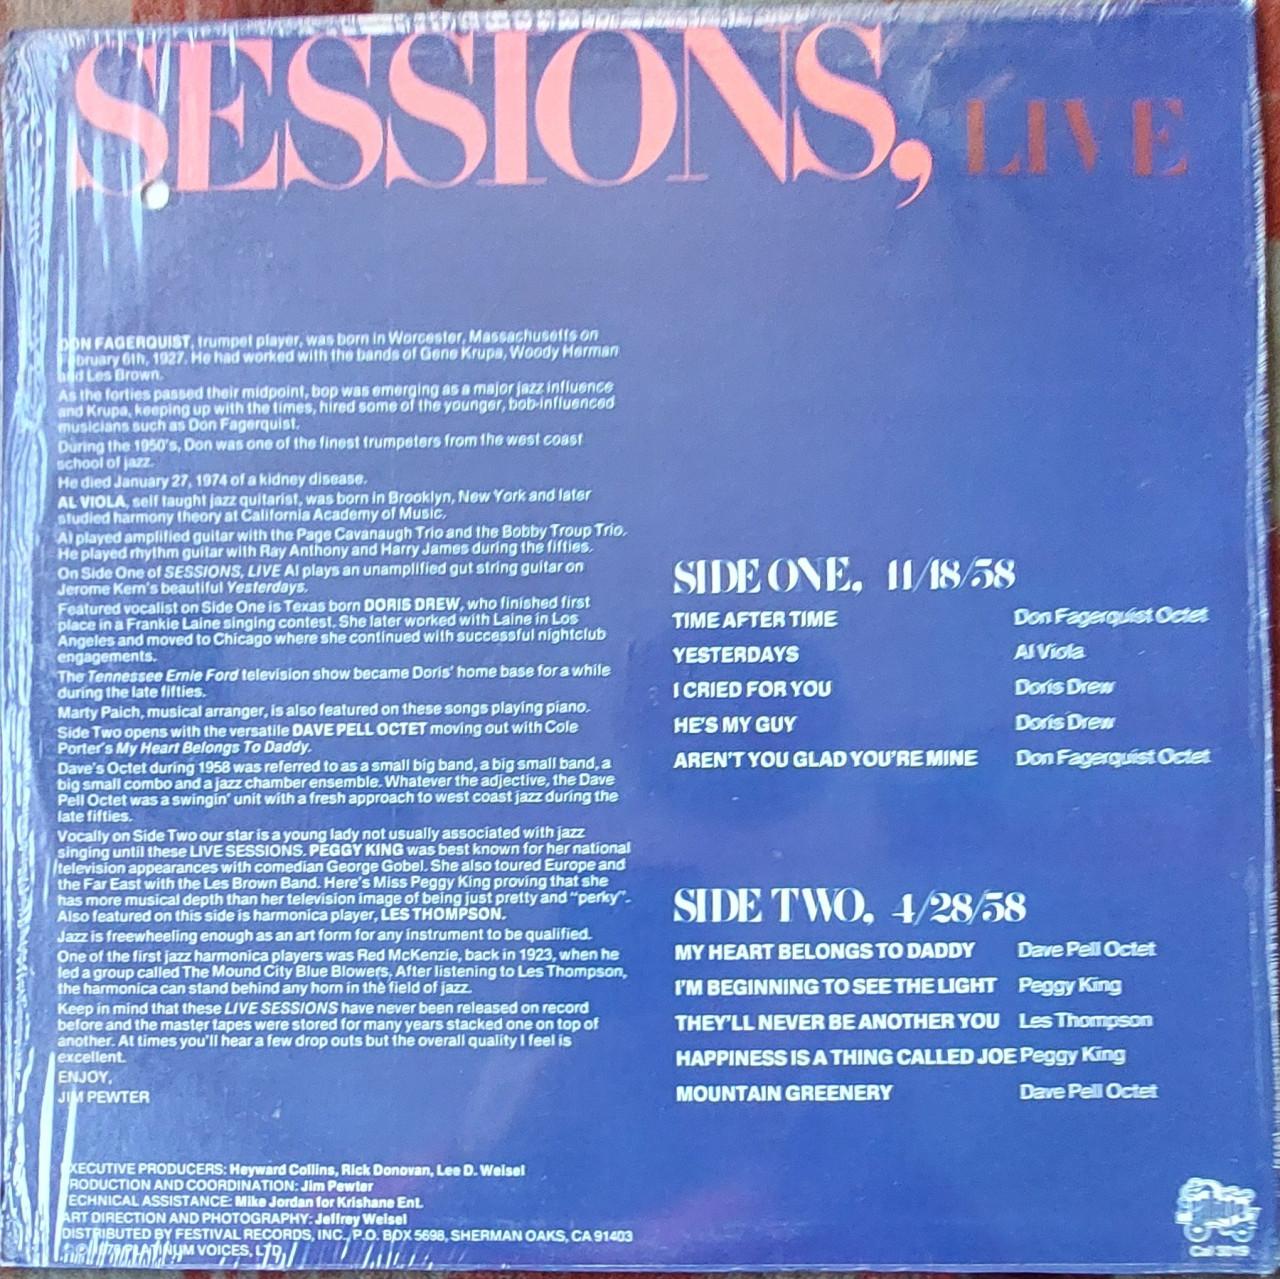 SESSIONS, LIVE
DON FAGERQUIST, trumpet player, was born in Worcester, Massachusetts on
February 6th, 1927. He had worked with the bands of Gene Krupa, Woody Herman
and Les Brown.
As the forties passed their midpoint, bop was emerging as a major jazz influence
and Krupa, keeping up with the times, hired some of the younger, bob-influenced
musicians such as Don Fagerquist.
During the 1950's, Don was one of the finest trumpeters from the west coast
school of jazz.
He died January 27, 1974 of a kidney disease.
AL VIOLA, self taught jazz quitarist, was born in Brooklyn, New York and later
studied harmony theory at California Academy of Music.
Al played amplified guitar with the Page Cavanaugh Trio and the Bobby Troup Trio.
He played rhythm guitar with Ray Anthony and Harry James during the fifties.
On Side One of SESSIONS, LIVE Al plays an unamplified gut string guitar on
Jerome Kern's beautiful Yesterdays.
Featured vocalist on Side One is Texas born DORIS DREW, who finished first
place in a Frankie Laine singing contest. She later worked with Laine in Los
Angeles and moved to Chicago where she continued with successful nightclub
engagements.
The Tennessee Ernie Ford television show became Doris' home base for a while
during the late fifties.
Marty Paich, musical arranger, is also featured on these songs playing piano.
Side Two opens with the versatile DAVE PELL OCTET moving out with Cole
Porter's My Heart Belongs To Daddy.
Dave's Octet during 1958 was referred to as a small big band, a big small band, a
big small combo and a jazz chamber ensemble. Whatever the adjective, the Dave
Pell Octet was a swingin' unit with a fresh approach to west coast jazz during the
late fifties.
Vocally on Side Two our star is a young lady not usually associated with jazz
singing until these LIVE SESSIONS. PEGGY KING was best known for her national
television appearances with comedian George Gobel. She also toured Europe and
the Far East with the Les Brown Band. Here's Miss Peggy King proving that she
has more musical depth than her television image of being just pretty and "perky".
Also featured on this side is harmonica player, LES THOMPSON.
Jazz is freewheeling enough as an art form for any instrument to be qualified.
One of the first jazz harmonica players was Red McKenzie, back in 1923, when he
led a group called The Mound City Blue Blowers. After listening to Les Thompson,
the harmonica can stand behind any horn in the field of jazz.
Keep in mind that these LIVE SESSIONS have never been released on record
before and the master tapes were stored for many years stacked one on top of
another. At times you'll hear a few drop outs but the overall quality I feel is
excellent.
ENJOY,
JIM PEWTER
EXECUTIVE PRODUCERS: Heyward Collins, Rick Donovan, Lee D. Weisel
PRODUCTION AND COORDINATION: Jim Pewter
TECHNICAL ASSISTANCE: Mike Jordan for Krishane Ent.
ART DIRECTION AND PHOTOGRAPHY: Jeffrey Weisel
DISTRIBUTED BY FESTIVAL RECORDS, INC., P.O. BOX 5698, SHERMAN OAKS, CA 91403
PLATINUM VOICES, LTD.
SIDE ONE, 11/18/58
TIME AFTER TIME Don Fagerquist Octet
YESTERDAYS Al Viola
I CRIED FOR YOU Doris Drew
HE'S MY GUY Doris Drew
AREN'T YOU GLAD YOU'RE MINE Don Fagerquist Octet
SIDE TWO, 4/28/58
MY HEART BELONGS TO DADDY Dave Pell Octet
I'M BEGINNING TO SEE THE LIGHT Peggy King
THEY'LL NEVER BE ANOTHER YOU Les Thompson
HAPPINESS IS A THING CALLED JOE Peggy King
MOUNTAIN GREENERY Dave Pell Octet
Cal 3019